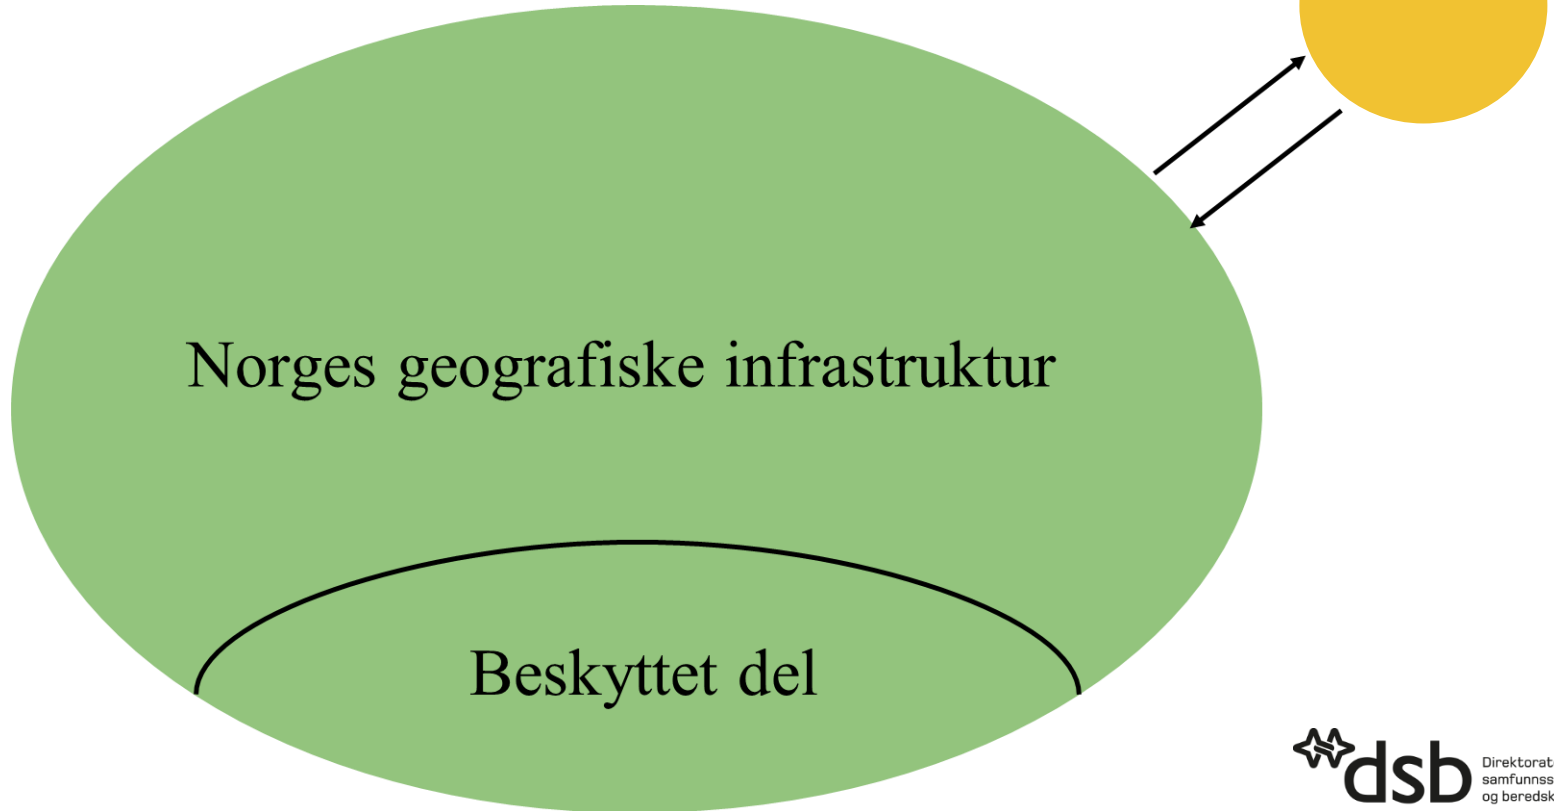 Norges geografiske infrastruktur
Beskyttet del
dsb
Direktorat
samfunnss
og beredsk